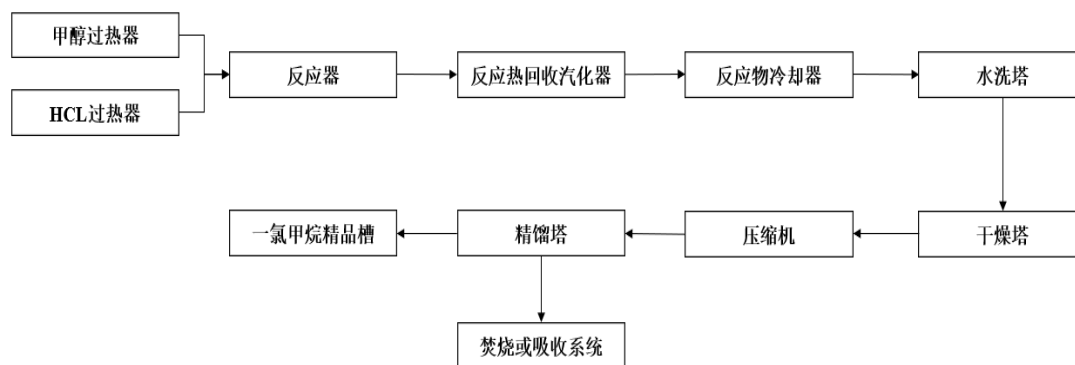 甲醇过热器
HCL过热器
反应器
反应热回收汽化器
反应物冷却器
水洗塔
一氯甲烷精品槽
精馏塔
压缩机
干燥塔
焚烧或吸收系统